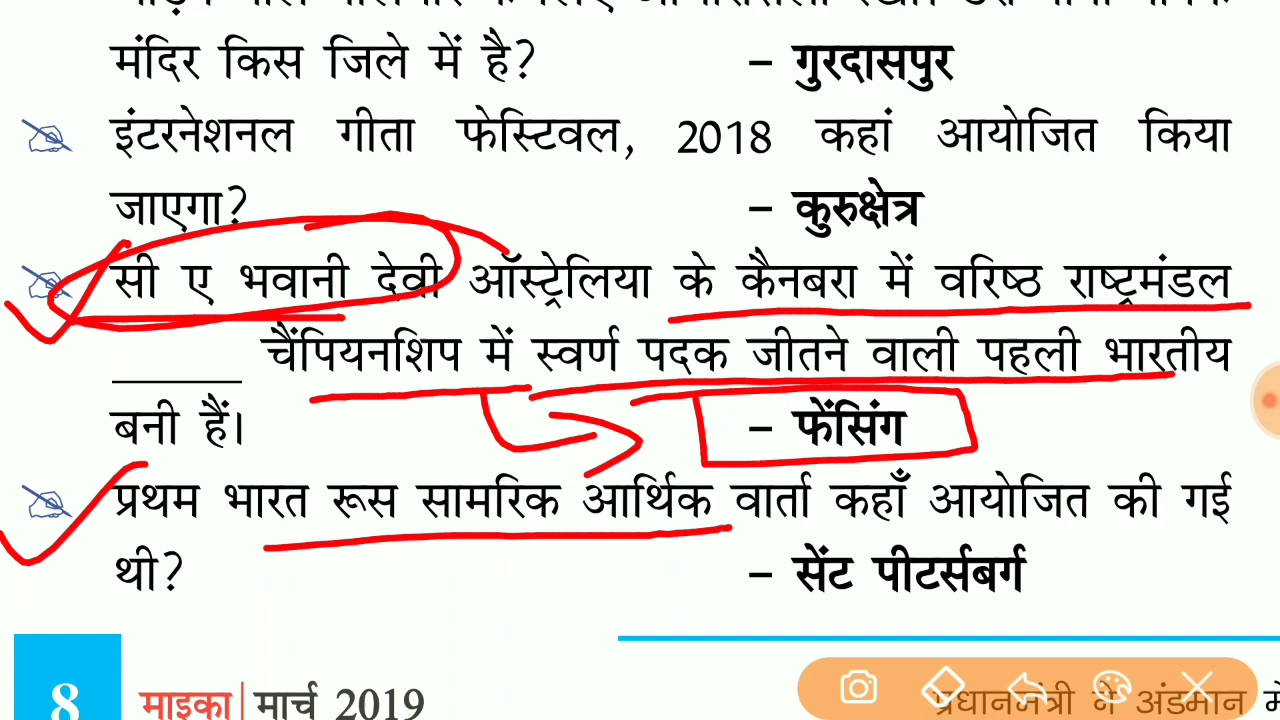 मंदिर किस जिले में है? – गुरदासपुर
इंटरनेशनल गीता फेस्टिवल, 2018 कहां आयोजित किया
जाएगा? – कुरुक्षेत्र
सी ए भवानी देवी ऑस्ट्रेलिया के कैनबरा में वरिष्ठ राष्ट्रमंडल
______ चैंपियनशिप में स्वर्ण पदक जीतने वाली पहली भारतीय
बनी हैं। – फेंसिंग
प्रथम भारत रूस सामरिक आर्थिक वार्ता कहाँ आयोजित की गई
थी? – सेंट पीटर्सबर्ग
8 माइका | मार्च 2019
प्रधानमंत्री ने अंडमान में